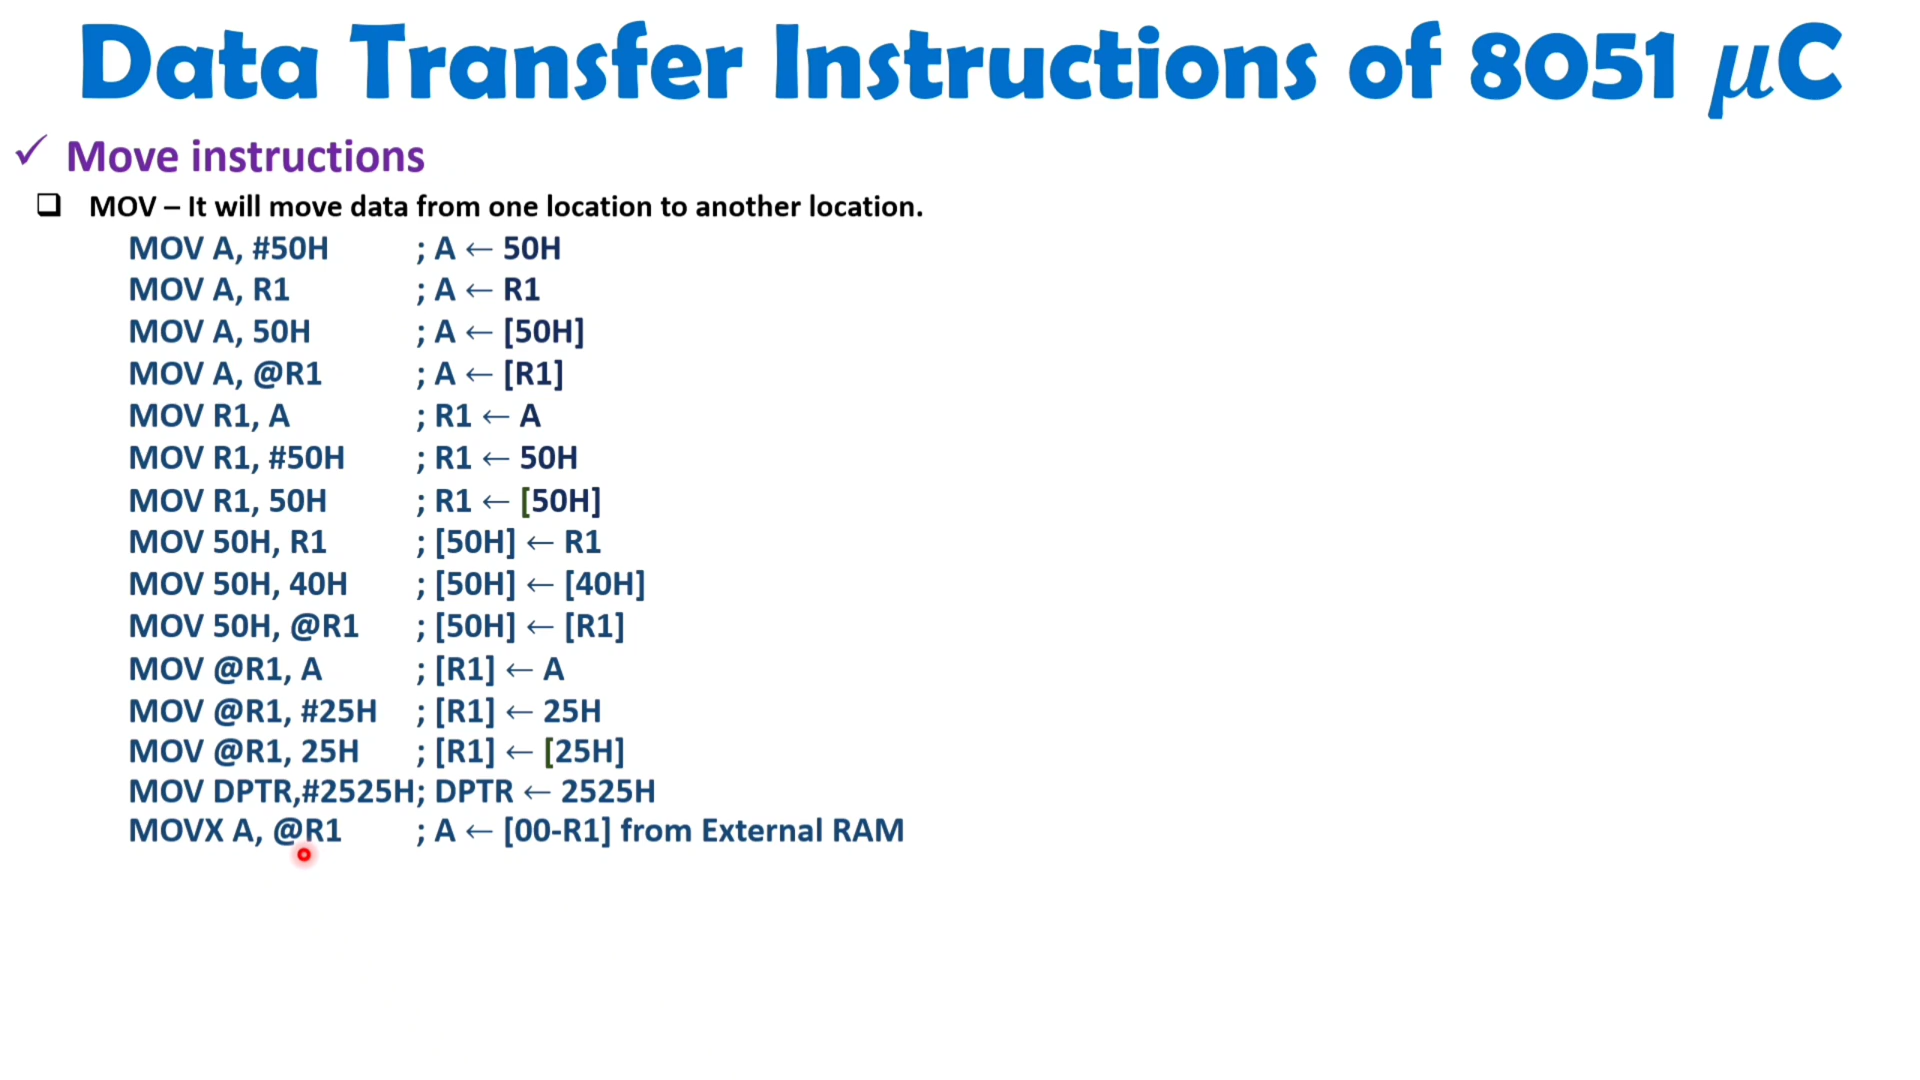 Data Transfer Instructions of 8051 μC
✓ Move instructions
❑ MOV – It will move data from one location to another location.
MOV A, #50H ; A ← 50H
MOV A, R1 ; A ← R1
MOV A, 50H ; A ← [50H]
MOV A, @R1 ; A ← [R1]
MOV R1, A ; R1 ← A
MOV R1, #50H ; R1 ← 50H
MOV R1, 50H ; R1 ← [50H]
MOV 50H, R1 ; [50H] ← R1
MOV 50H, 40H ; [50H] ← [40H]
MOV 50H, @R1 ; [50H] ← [R1]
MOV @R1, A ; [R1] ← A
MOV @R1, #25H ; [R1] ← 25H
MOV @R1, 25H ; [R1] ← [25H]
MOV DPTR,#2525H; DPTR ← 2525H
MOVX A, @R1 ; A ← [00-R1] from External RAM